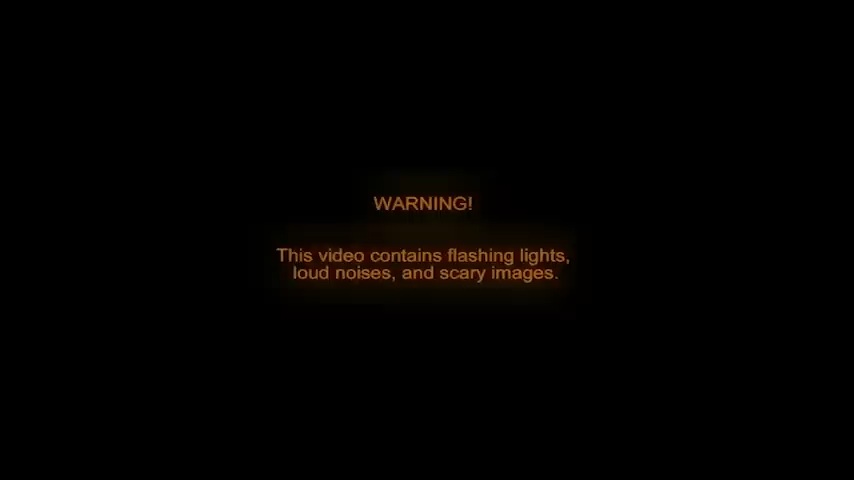 WARNING!
This video contains flashing lights,
loud noises, and scary images.